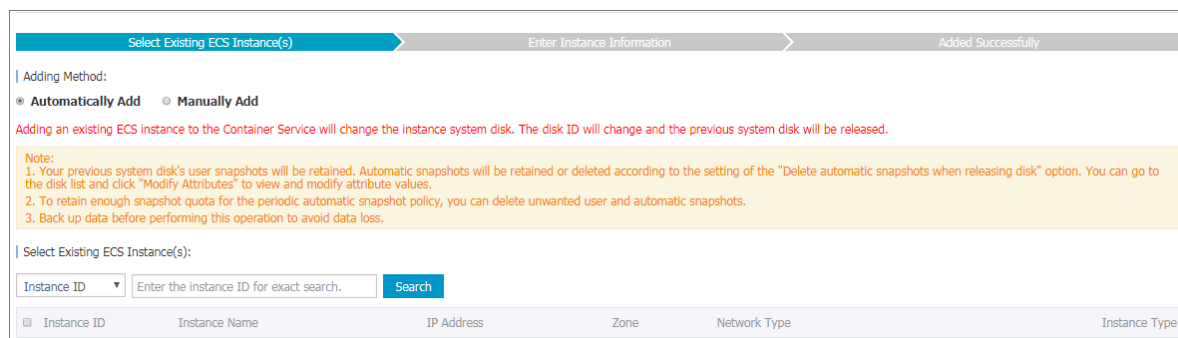 Select Existing ECS Instance(s) Enter Instance Information Added Successfully
Adding Method:
Automatically Add Manually Add
Adding an existing ECS instance to the Container Service will change the instance system disk. The disk ID will change and the previous system disk will be released.
Note:
1. Your previous system disk's user snapshots will be retained. Automatic snapshots will be retained or deleted according to the setting of the "Delete automatic snapshots when releasing disk" option. You can go to
the disk list and click "Modify Attributes" to view and modify attribute values.
2. To retain enough snapshot quota for the periodic automatic snapshot policy, you can delete unwanted user and automatic snapshots.
3. Back up data before performing this operation to avoid data loss.
Select Existing ECS Instance(s):
Instance ID Enter the instance ID for exact search. Search
Instance ID Instance Name IP Address Zone Network Type Instance Type